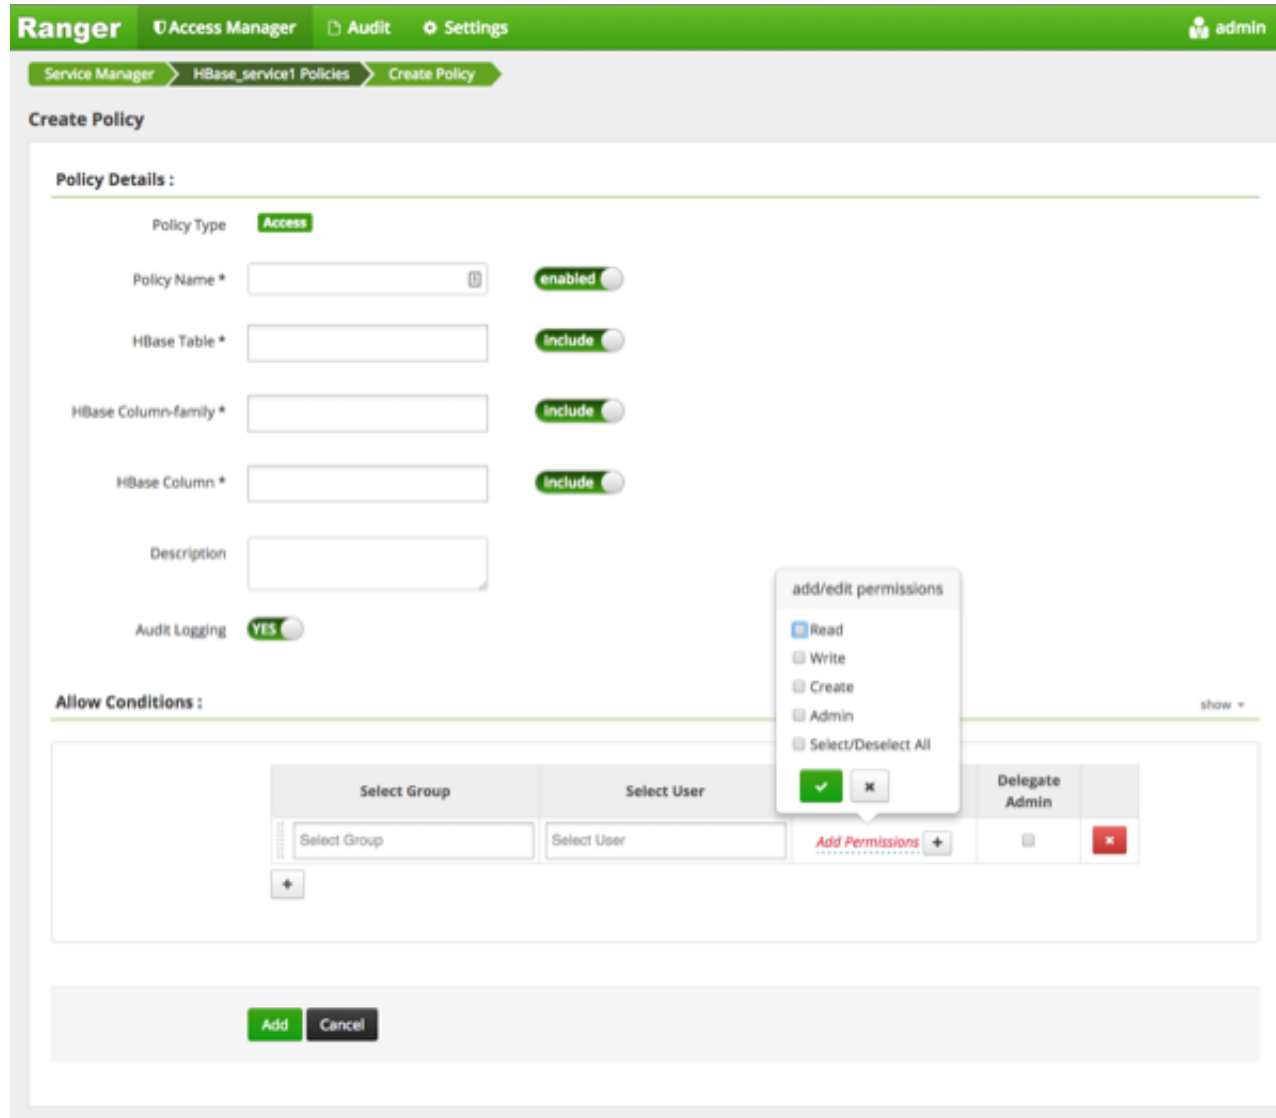 Ranger Access Manager Audit Settings admin
Service Manager HBase_service1 Policies Create Policy
Create Policy
Policy Details :
Policy Type Access
Policy Name * enabled
HBase Table * include
HBase Column-family * include
HBase Column * include
Description
Audit Logging YES
add/edit permissions
Read
Write
Create
Admin
Select/Deselect All
Allow Conditions :
show
Select Group Select User Delegate Admin
Select Group Select User Add Permissions +
+
Add Cancel